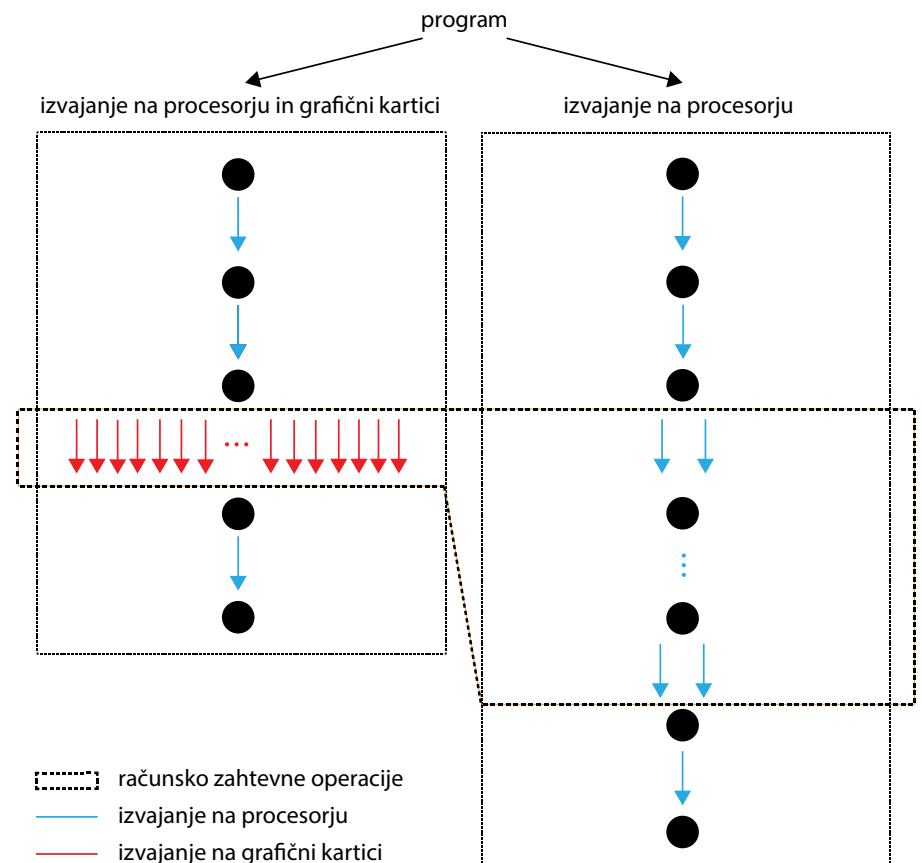 program
izvajanje na procesorju in grafični kartici
izvajanje na procesorju
računsko zahtevne operacije
izvajanje na procesorju
izvajanje na grafični kartici